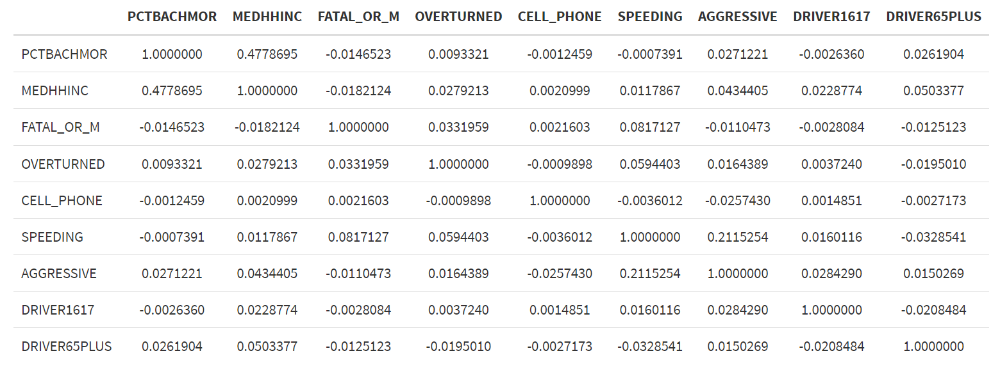 PCTBACHMOR MEDHHINC FATAL_OR_M OVERTURNED CELL_PHONE SPEEDING AGGRESSIVE DRIVER1617 DRIVER65PLUS
PCTBACHMOR 1.0000000 0.4778695 -0.0146523 0.0093321 -0.0012459 -0.0007391 0.0271221 -0.0026360 0.0261904
MEDHHINC 0.4778695 1.0000000 -0.0182124 0.0279213 0.0020999 0.0117867 0.0434405 0.0228774 0.0503377
FATAL_OR_M -0.0146523 -0.0182124 1.0000000 0.0331959 0.0021603 0.0817127 -0.0110473 -0.0028084 -0.0125123
OVERTURNED 0.0093321 0.0279213 0.0331959 1.0000000 -0.0009898 0.0594403 0.0164389 0.0037240 -0.0195010
CELL_PHONE -0.0012459 0.0020999 0.0021603 -0.0009898 1.0000000 -0.0036012 -0.0257430 0.0014851 -0.0027173
SPEEDING -0.0007391 0.0117867 0.0817127 0.0594403 -0.0036012 1.0000000 0.2115254 0.0160116 -0.0328541
AGGRESSIVE 0.0271221 0.0434405 -0.0110473 0.0164389 -0.0257430 0.2115254 1.0000000 0.0284290 0.0150269
DRIVER1617 -0.0026360 0.0228774 -0.0028084 0.0037240 0.0014851 0.0160116 0.0284290 1.0000000 -0.0208484
DRIVER65PLUS 0.0261904 0.0503377 -0.0125123 -0.0195010 -0.0027173 -0.0328541 0.0150269 -0.0208484 1.0000000